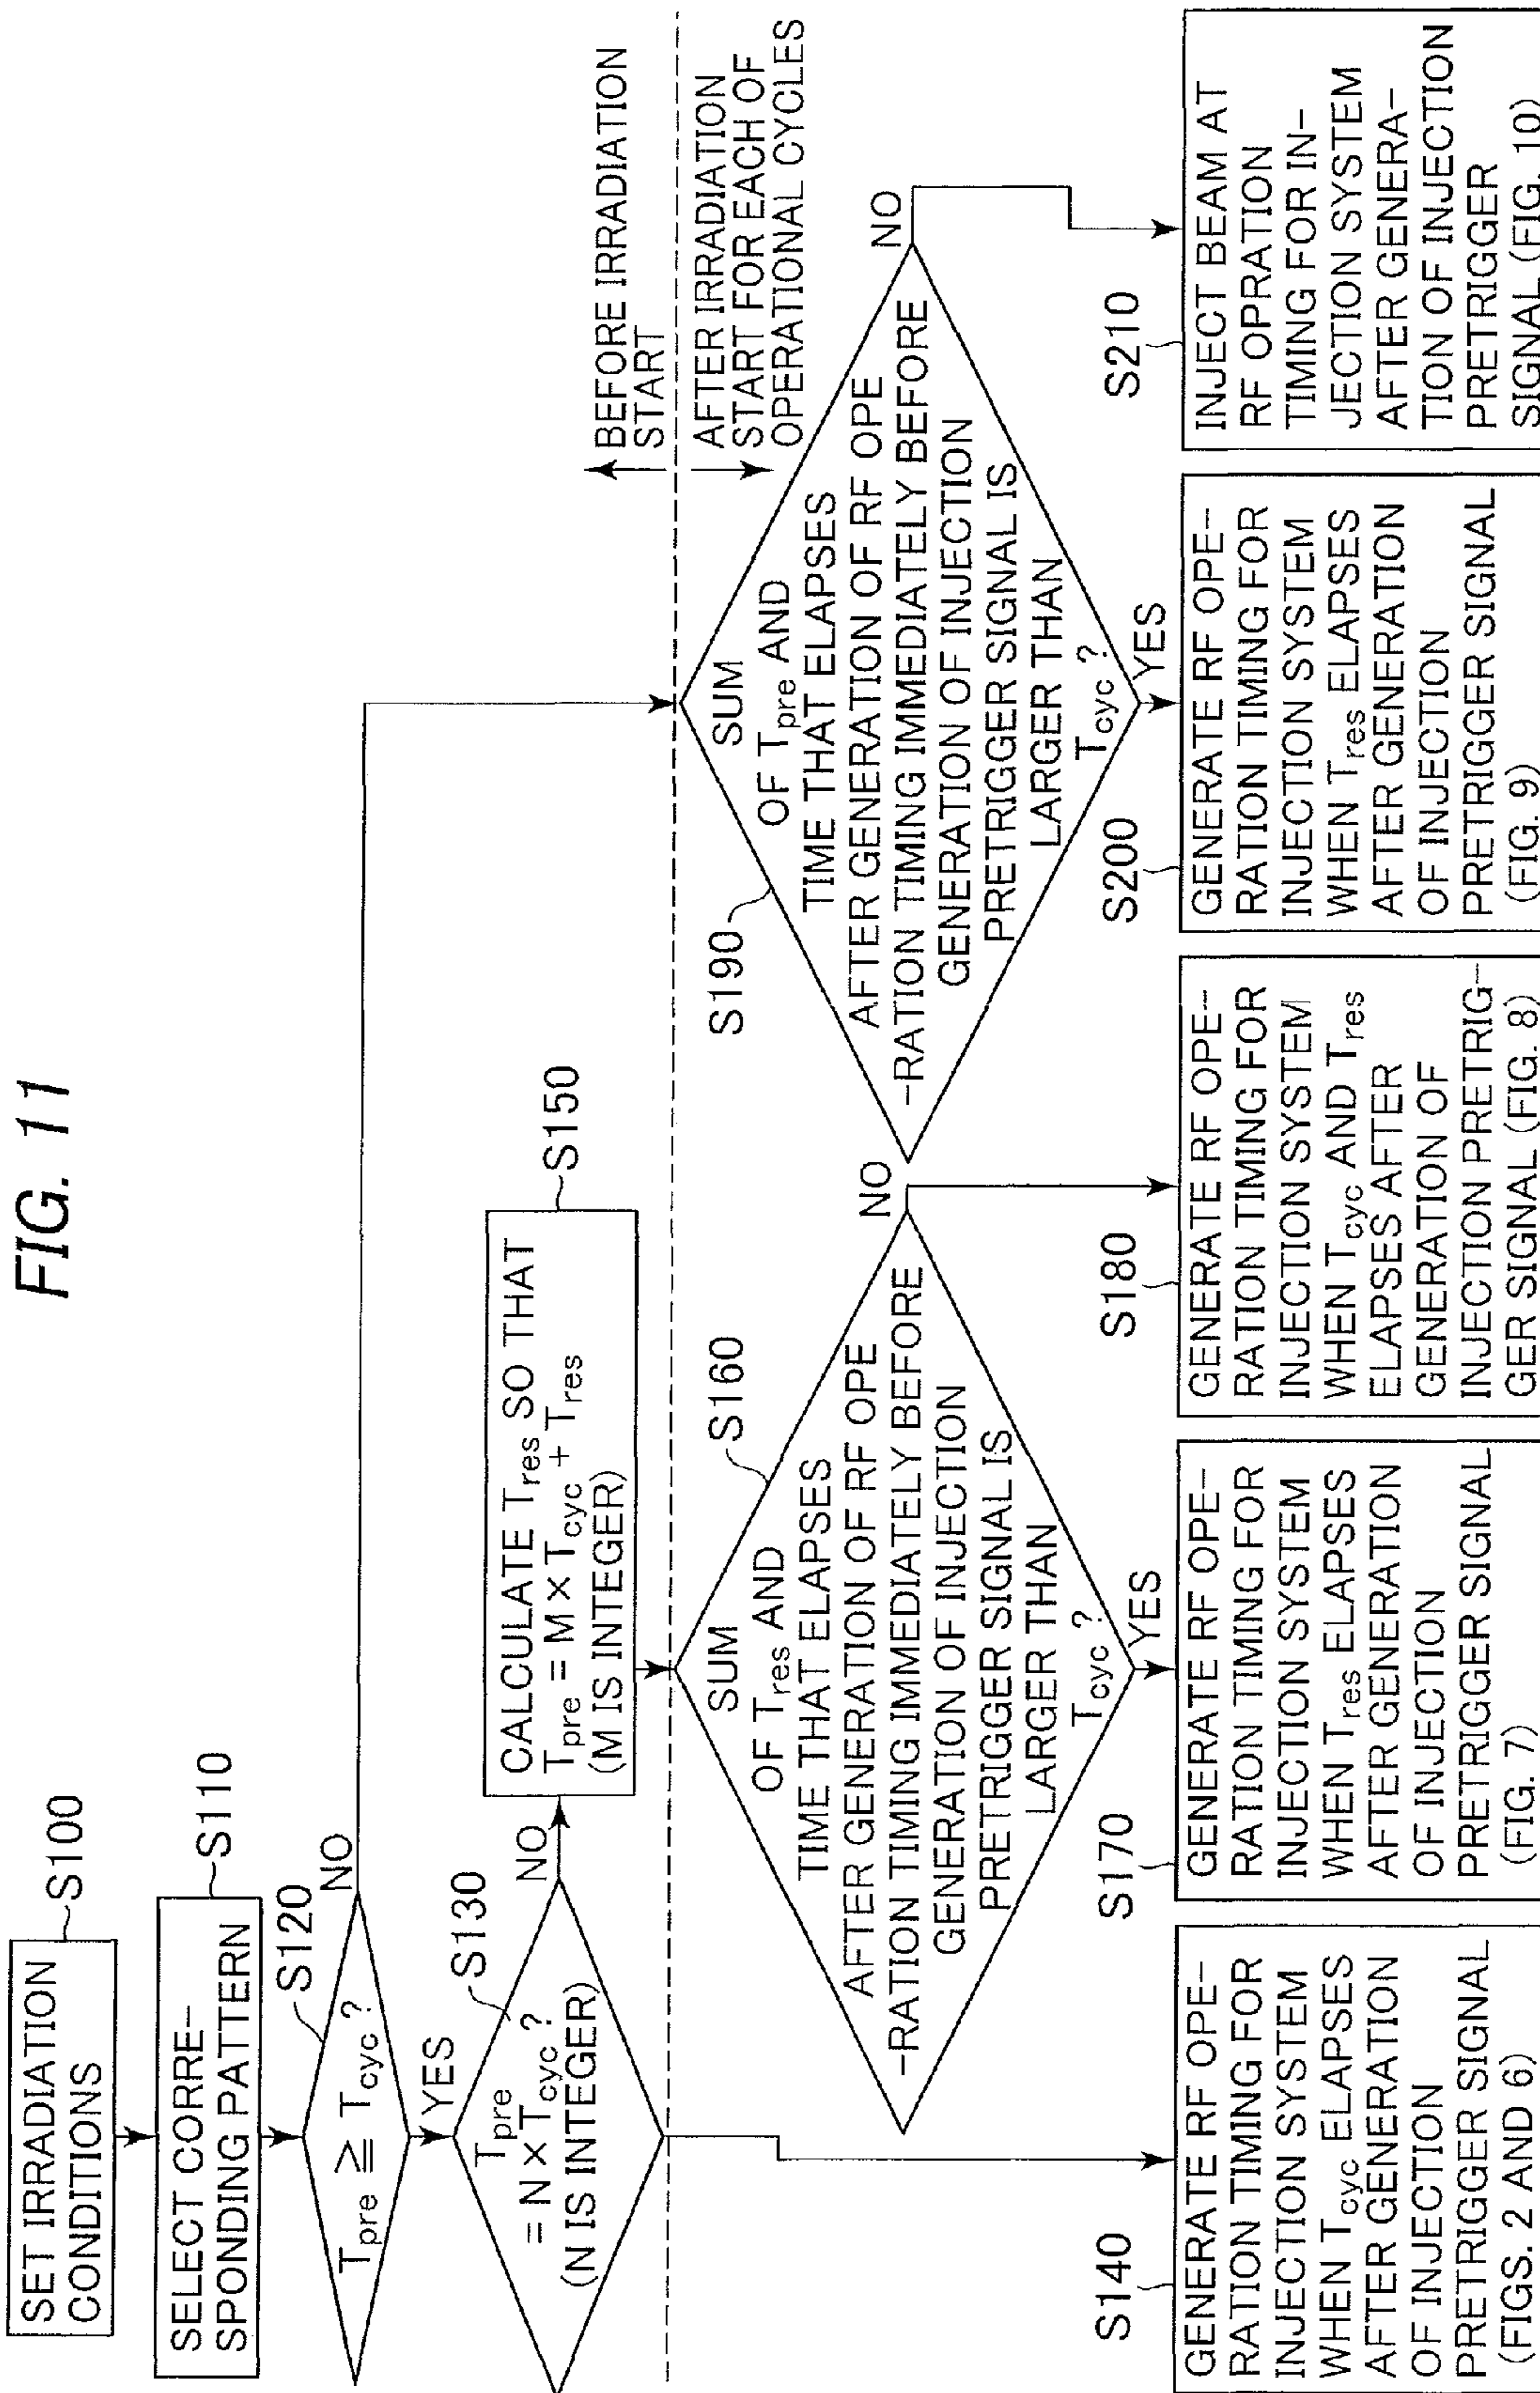 FIG. 11
SET IRRADIATION
CONDITIONS
S100
SELECT CORRE-
SPONDING PATTERN
S110
S120
Tpre ≧ Tcyc ?
NO
YES
S130
Tpre
= N × Tcyc ?
(N IS INTEGER)
NO
CALCULATE Tres SO THAT
Tpre = M × Tcyc + Tres
(M IS INTEGER)
S150
BEFORE IRRADIATION
START
AFTER IRRADIATION
START FOR EACH OF
OPERATIONAL CYCLES
S160
SUM
OF Tres AND
TIME THAT ELAPSES
AFTER GENERATION OF RF OPE
-RATION TIMING IMMEDIATELY BEFORE
GENERATION OF INJECTION
PRETRIGGER SIGNAL IS
LARGER THAN
Tcyc ?
NO
YES
S190
SUM
OF Tpre AND
TIME THAT ELAPSES
AFTER GENERATION OF RF OPE
-RATION TIMING IMMEDIATELY BEFORE
GENERATION OF INJECTION
PRETRIGGER SIGNAL IS
LARGER THAN
Tcyc ?
NO
YES
S140
GENERATE RF OPE-
RATION TIMING FOR
INJECTION SYSTEM
WHEN Tcyc ELAPSES
AFTER GENERATION
OF INJECTION
PRETRIGGER SIGNAL
(FIGS. 2 AND 6)
S170
GENERATE RF OPE-
RATION TIMING FOR
INJECTION SYSTEM
WHEN Tres ELAPSES
AFTER GENERATION
OF INJECTION
PRETRIGGER SIGNAL
(FIG. 7)
S180
GENERATE RF OPE-
RATION TIMING FOR
INJECTION SYSTEM
WHEN Tcyc AND Tres
ELAPSES AFTER
GENERATION OF
INJECTION PRETRIG-
GER SIGNAL (FIG. 8)
S200
GENERATE RF OPE-
RATION TIMING FOR
INJECTION SYSTEM
WHEN Tres ELAPSES
AFTER GENERATION
OF INJECTION
PRETRIGGER SIGNAL
(FIG. 9)
S210
INJECT BEAM AT
RF OPRATION
TIMING FOR IN-
JECTION SYSTEM
AFTER GENERA-
TION OF INJECTION
PRETRIGGER
SIGNAL (FIG. 10)